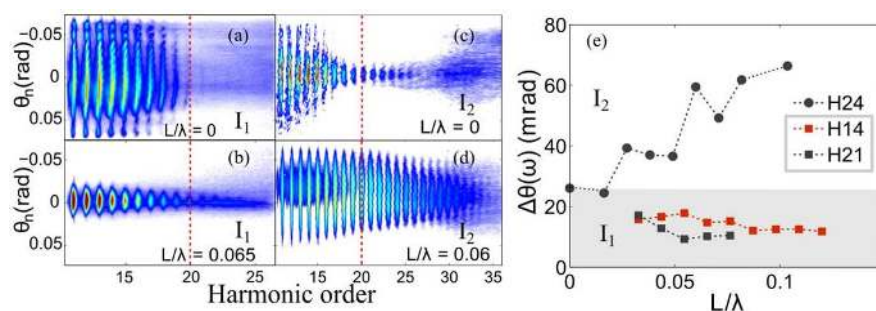 -0.05
0
0.05
θn(rad)
(a)
I1
L/λ = 0
(c)
I2
L/λ = 0
-0.05
0
0.05
θn(rad)
(b)
I1
L/λ = 0.065
(d)
I2
L/λ = 0.06
15 20 25
15 20 25 30 35
Harmonic order
(e)
Δθ(ω) (mrad)
80
60
40
20
0
I2
I1
H24
H14
H21
0 0.05 0.10
L/λ